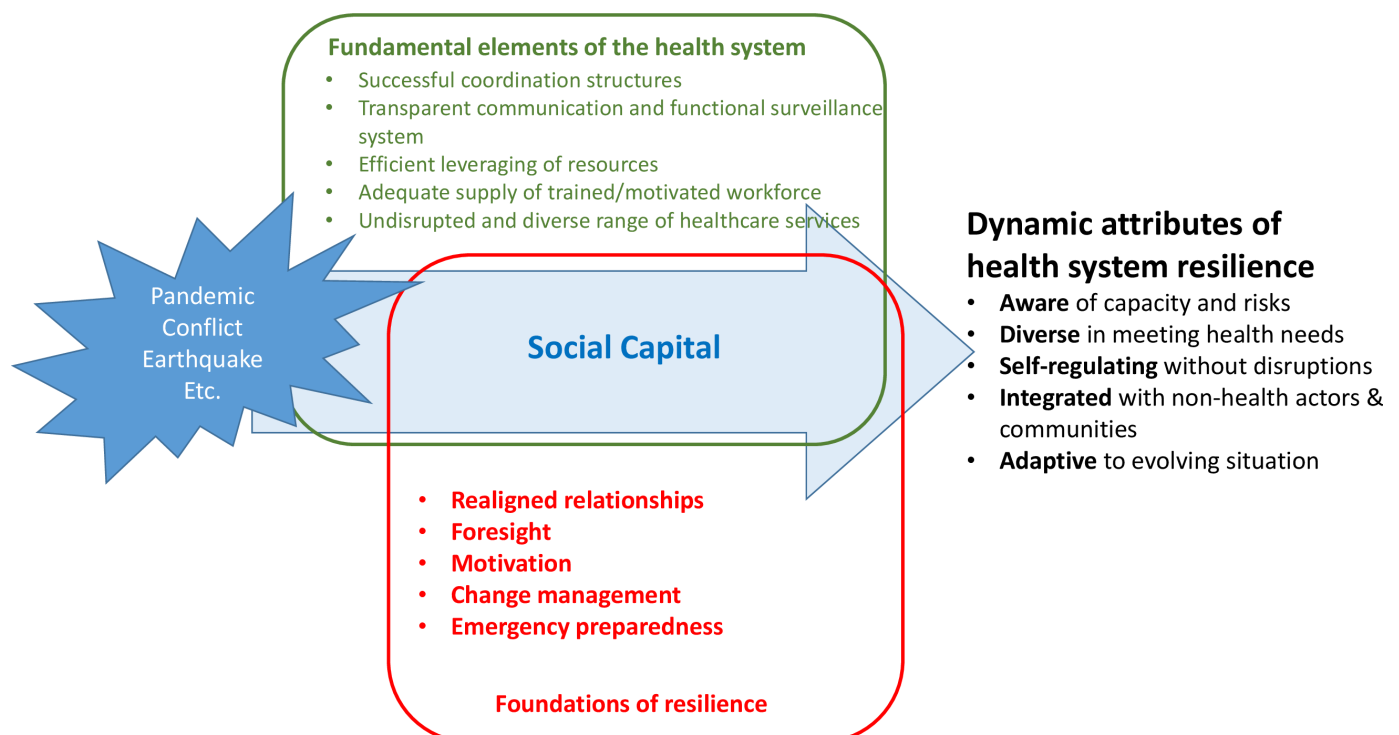 Fundamental elements of the health system
• Successful coordination structures
• Transparent communication and functional surveillance
system
• Efficient leveraging of resources
• Adequate supply of trained/motivated workforce
• Undisrupted and diverse range of healthcare services
Pandemic
Conflict
Earthquake
Etc.
Social Capital
Dynamic attributes of
health system resilience
• Aware of capacity and risks
• Diverse in meeting health needs
• Self-regulating without disruptions
• Integrated with non-health actors &
communities
• Adaptive to evolving situation
• Realigned relationships
• Foresight
• Motivation
• Change management
• Emergency preparedness
Foundations of resilience